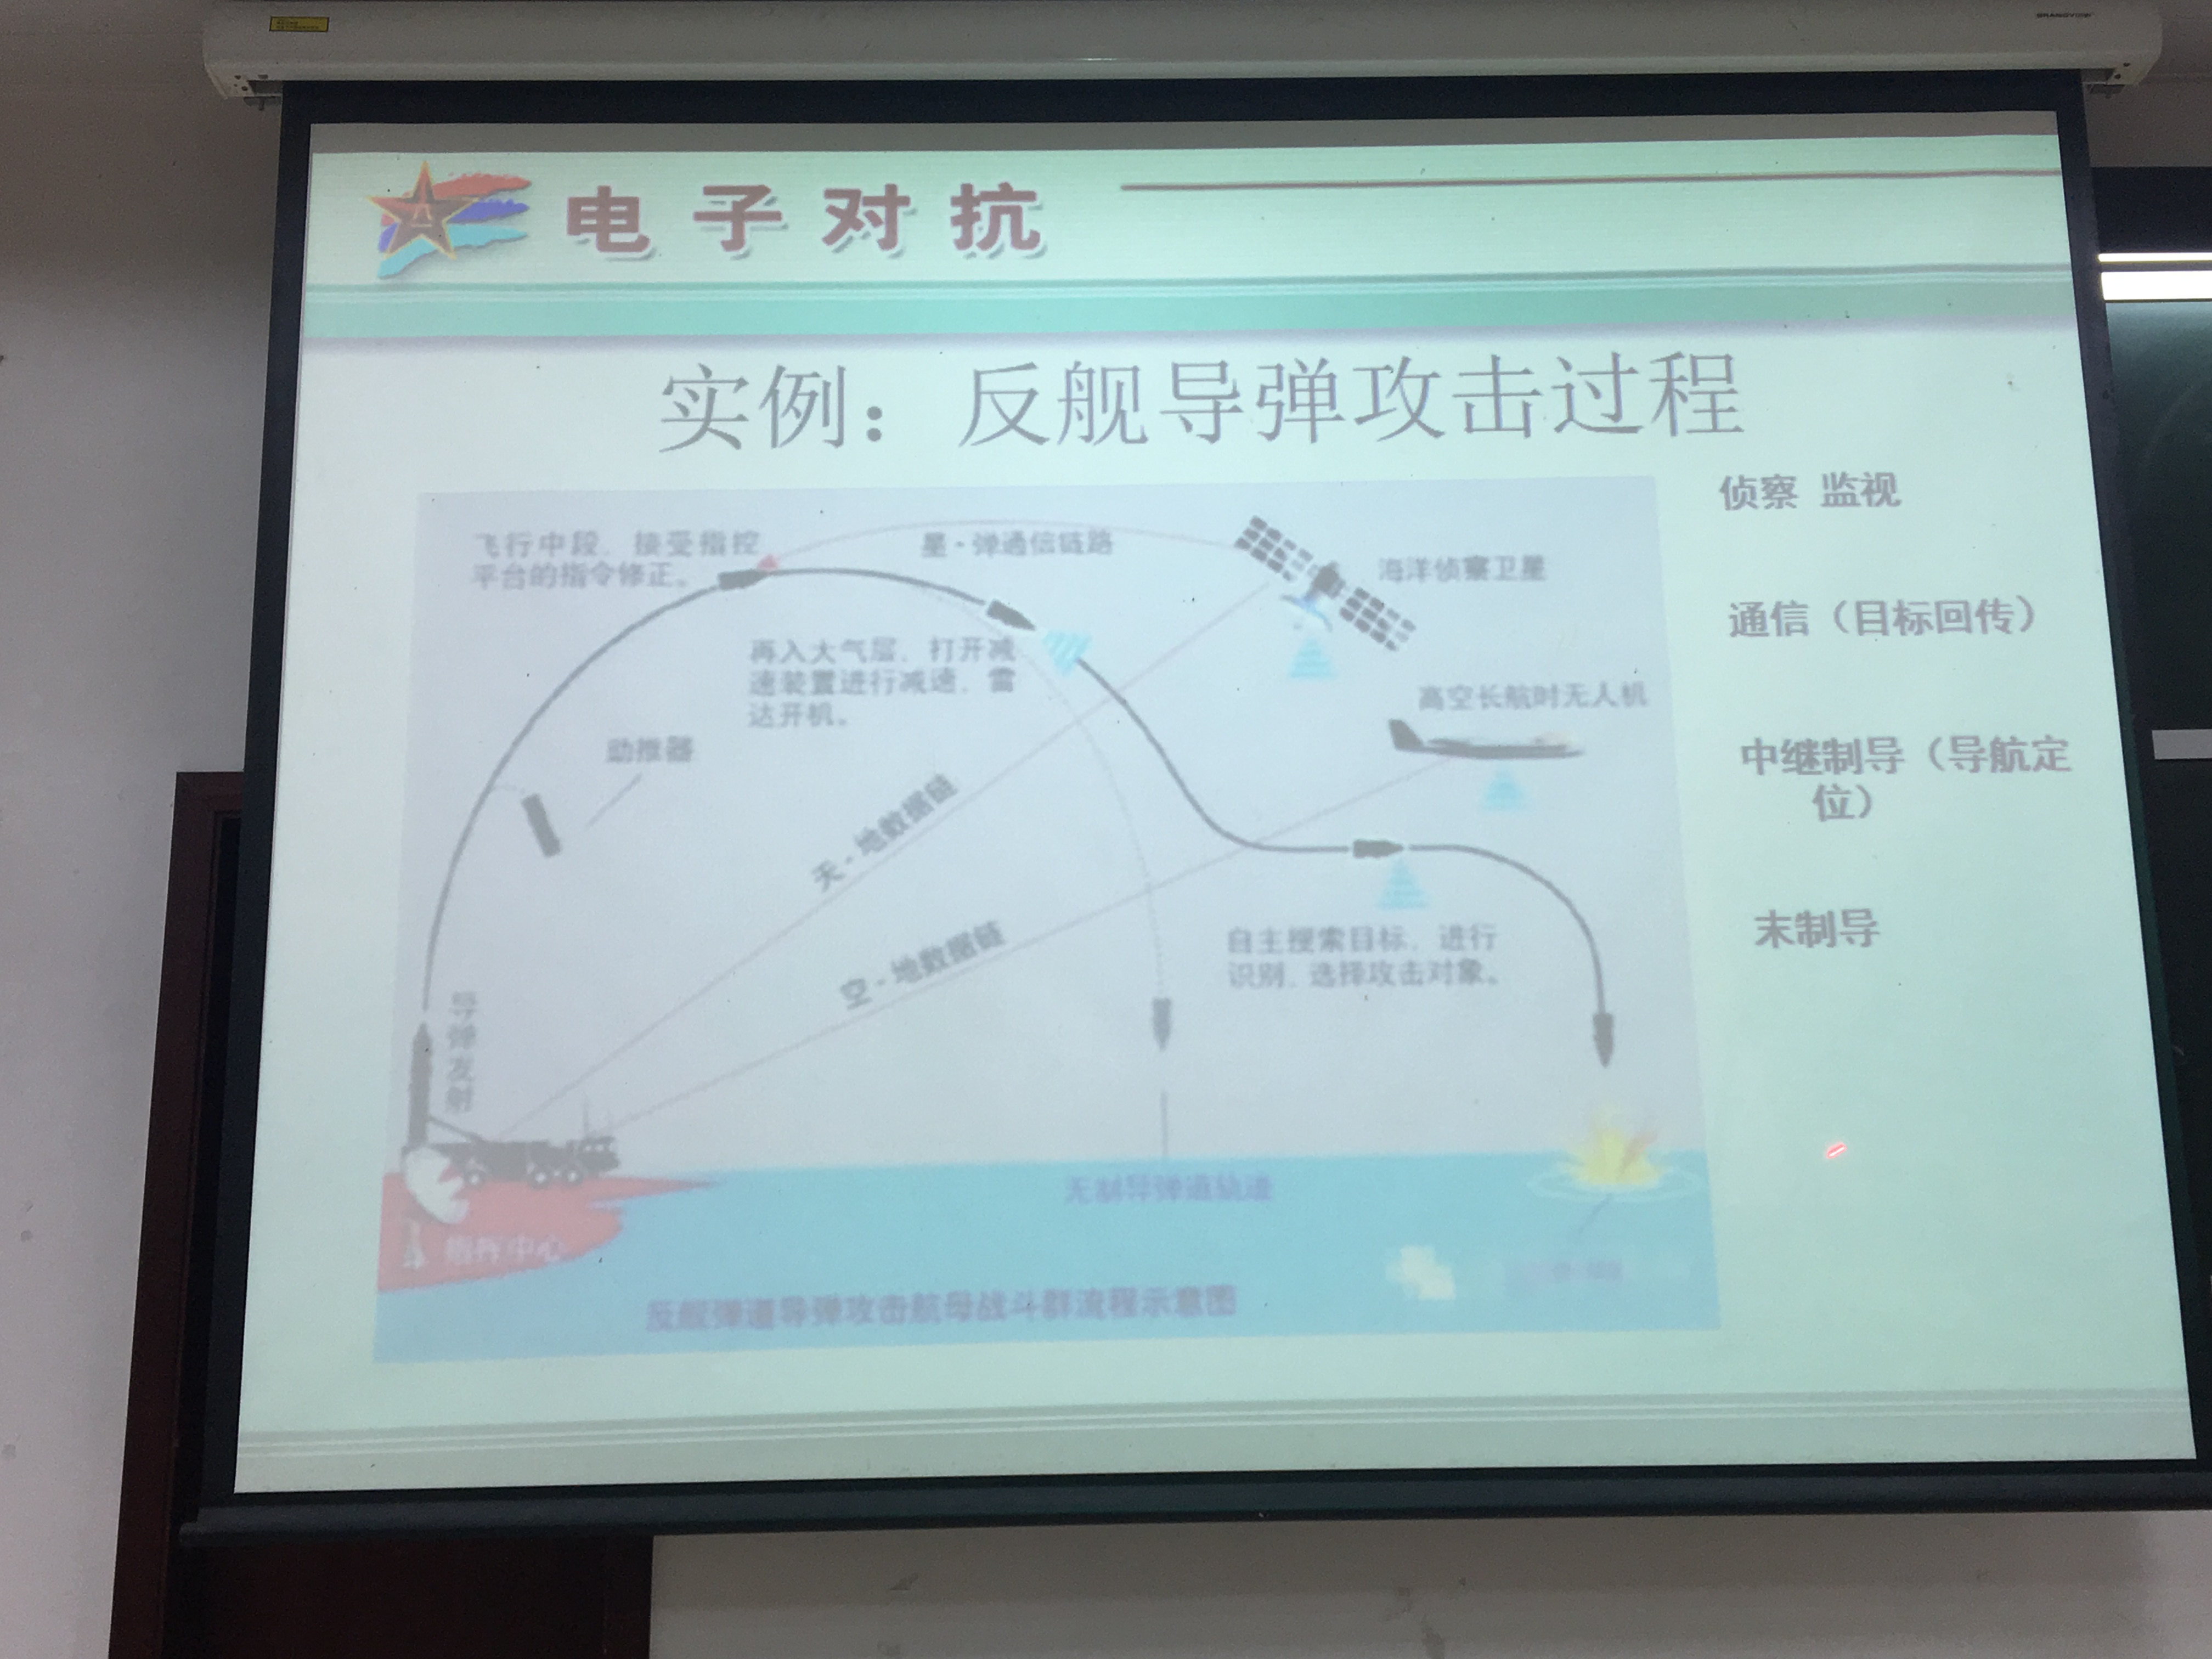 电子对抗
实例：反舰导弹攻击过程
飞行中段，接受指控
平台的指令修正。
星-弹通信链路
海洋侦察卫星
再入大气层，打开减
速装置进行减速，雷
达开机。
高空长航时无人机
助推器
天-地数据链
空-地数据链
自主搜索目标，进行
识别，选择攻击对象。
导弹发射
无制导弹道轨迹
指挥中心
反舰弹道导弹攻击航母战斗群流程示意图
侦察 监视
通信（目标回传）
中继制导（导航定
位）
末制导